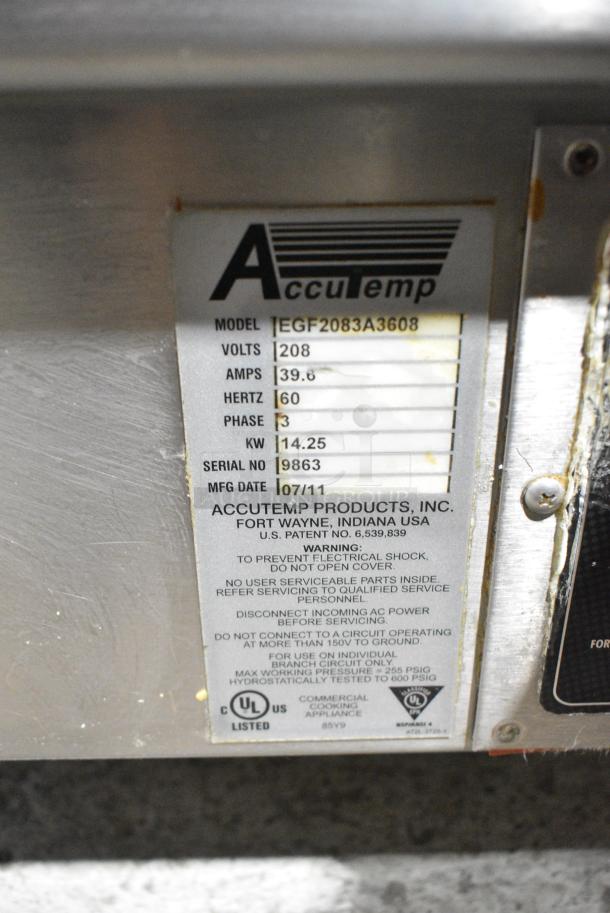 AccuTemp
MODEL EGF2083A3608
VOLTS 208
AMPS 39.6
HERTZ 60
PHASE 3
KW 14.25
SERIAL NO 9863
MFG DATE 07/11
ACCUTEMP PRODUCTS, INC.
FORT WAYNE, INDIANA USA
U.S. PATENT NO. 6,539,839
WARNING:
TO PREVENT ELECTRICAL SHOCK,
DO NOT OPEN COVER.
NO USER SERVICEABLE PARTS INSIDE.
REFER SERVICING TO QUALIFIED SERVICE
PERSONNEL.
DISCONNECT INCOMING AC POWER
BEFORE SERVICING.
DO NOT CONNECT TO A CIRCUIT OPERATING
AT MORE THAN 150V TO GROUND.
FOR USE ON INDIVIDUAL
BRANCH CIRCUIT ONLY.
MAX WORKING PRESSURE = 255 PSIG
HYDROSTATICALLY TESTED TO 600 PSIG
C UL US
LISTED
COMMERCIAL
COOKING
APPLIANCE
85Y9
CLASSIFIED
UL
NSF/ANSI 4
FOR